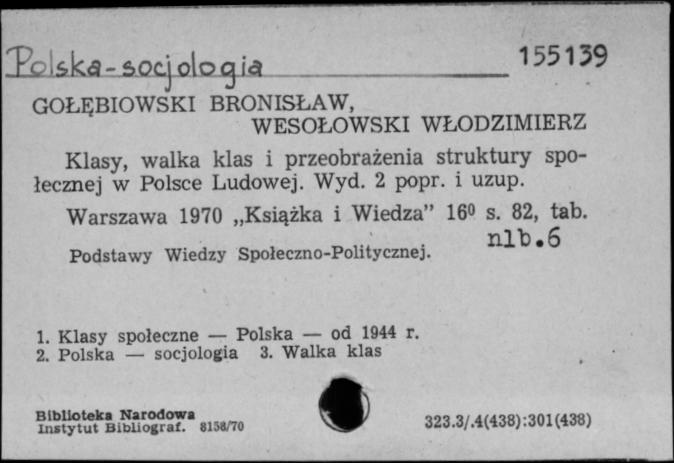 Polska-socjologia 155139
GOŁĘBIOWSKI BRONISŁAW,
WESOŁOWSKI WŁODZIMIERZ
Klasy, walka klas i przeobrażenia struktury spo-
łecznej w Polsce Ludowej. Wyd. 2 popr. i uzup.
Warszawa 1970 „Książka i Wiedza” 16⁰ s. 82, tab.
nlb.6
Podstawy Wiedzy Społeczno-Politycznej.
1. Klasy społeczne — Polska — od 1944 r.
2. Polska — socjologia 3. Walka klas
Biblioteka Narodowa
Instytut Bibliograf. 8158/70 323.3/.4(438):301(438)